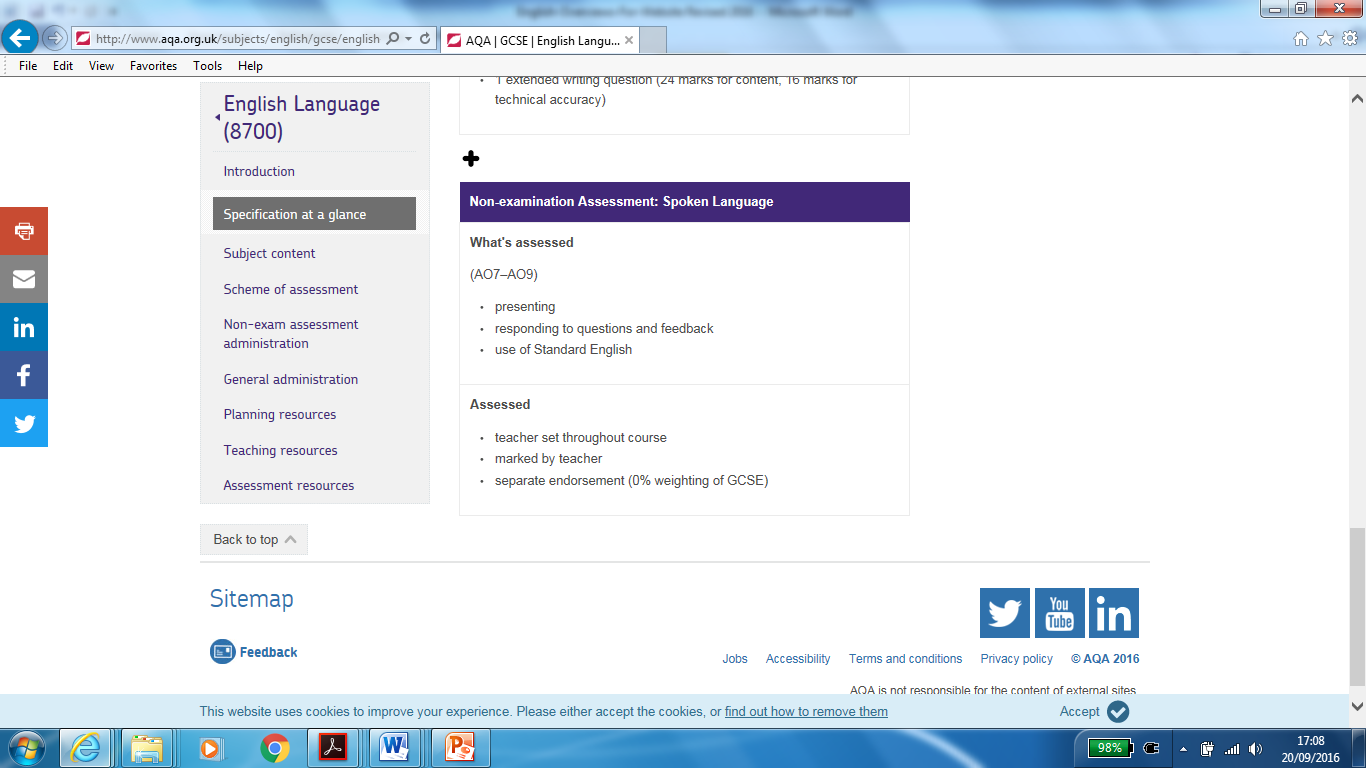 English Overview For Website Revised 2016 - Microsoft Word
http://www.aqa.org.uk/subjects/english/gcse/english
AQA | GCSE | English Langu...
File Edit View Favorites Tools Help
1 extended writing question (24 marks for content, 16 marks for
technical accuracy)
English Language
(8700)
Introduction
Specification at a glance
Subject content
Scheme of assessment
Non-exam assessment
administration
General administration
Planning resources
Teaching resources
Assessment resources
Non-examination Assessment: Spoken Language
What's assessed
(AO7–AO9)
• presenting
• responding to questions and feedback
• use of Standard English
Assessed
• teacher set throughout course
• marked by teacher
• separate endorsement (0% weighting of GCSE)
Back to top
Sitemap
Feedback
You
Tube
in
Jobs Accessibility Terms and conditions Privacy policy © AQA 2016
AQA is not responsible for the content of external sites
This website uses cookies to improve your experience. Please either accept the cookies, or find out how to remove them
Accept
98%
17:08
20/09/2016